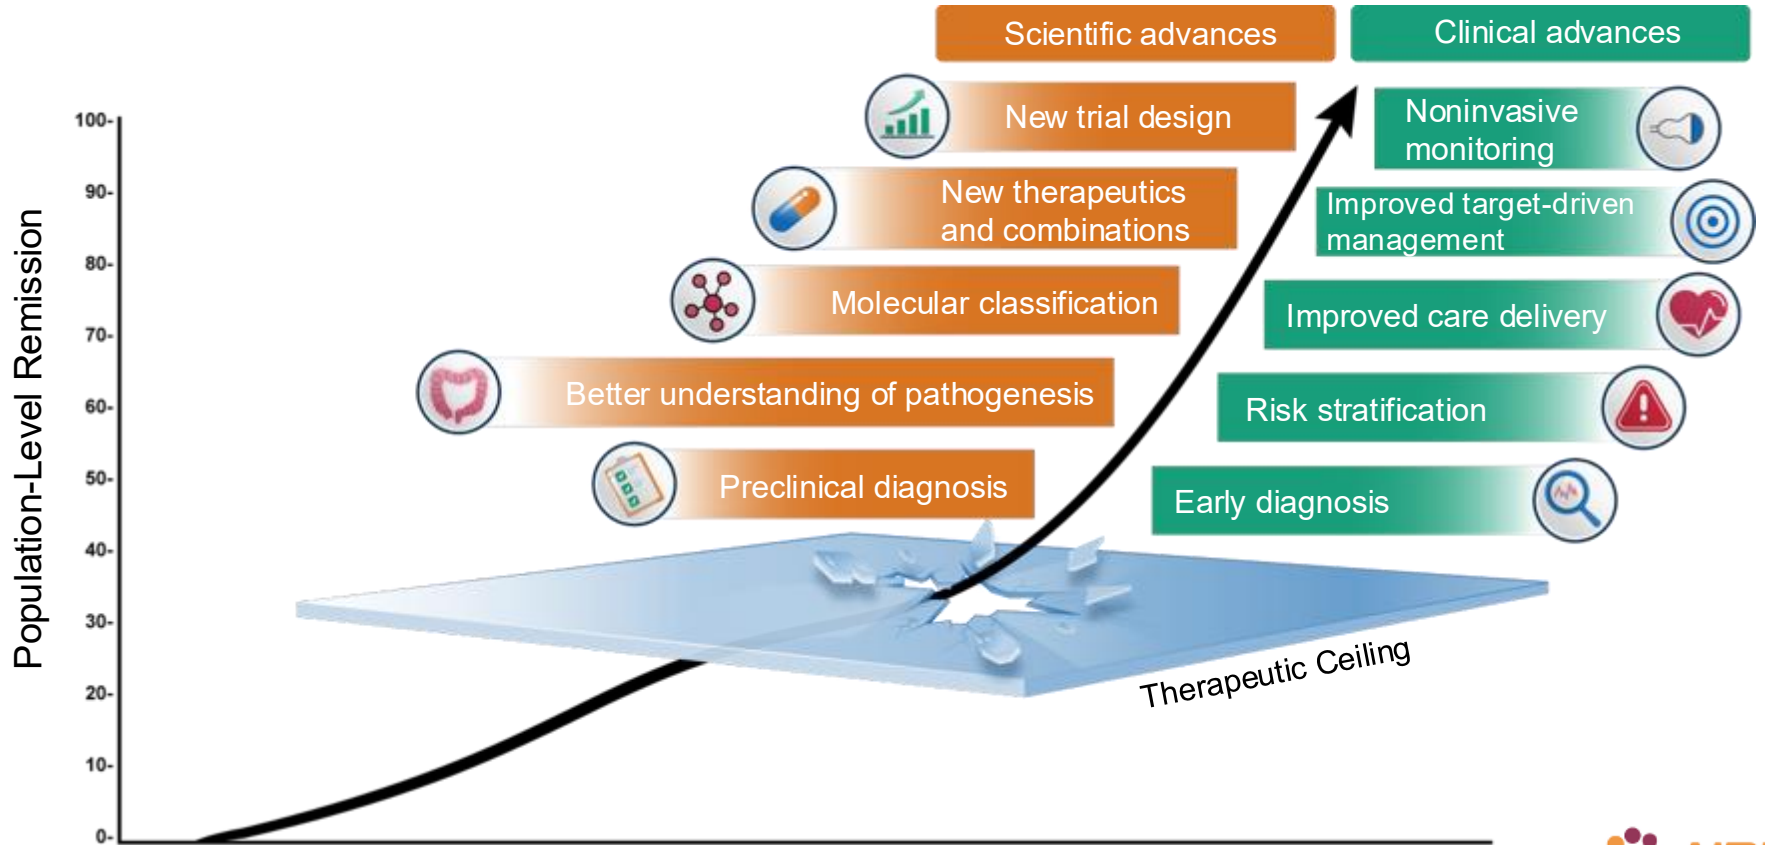 Scientific advances
Clinical advances
New trial design
Noninvasive
monitoring
New therapeutics
and combinations
Improved target-driven
management
Molecular classification
Improved care delivery
Better understanding of pathogenesis
Risk stratification
Preclinical diagnosis
Early diagnosis
Therapeutic Ceiling
Population-Level Remission
100-
90-
80-
70-
60-
50-
40-
30-
20-
10-
0-